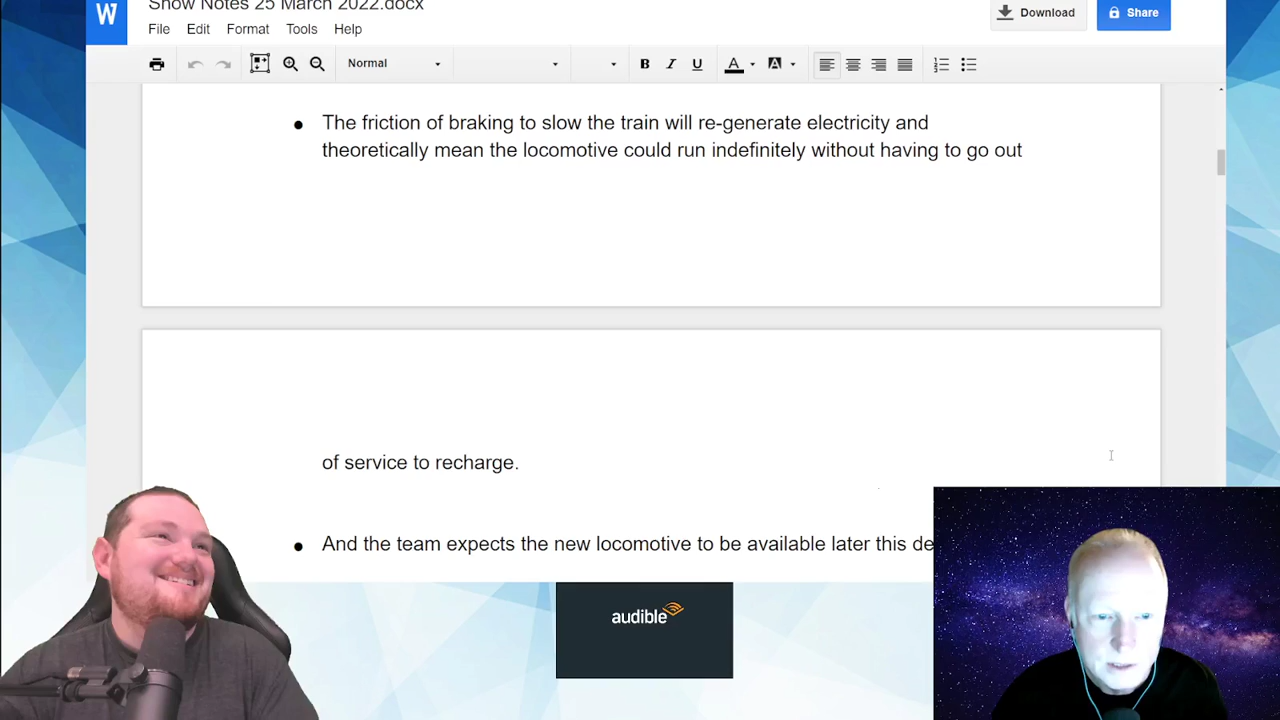 W
Show Notes 25 March 2022.docx
Download
Share
File Edit Format Tools Help
Normal
B I U A A
The friction of braking to slow the train will re-generate electricity and
theoretically mean the locomotive could run indefinitely without having to go out
of service to recharge.
And the team expects the new locomotive to be available later this de
audible